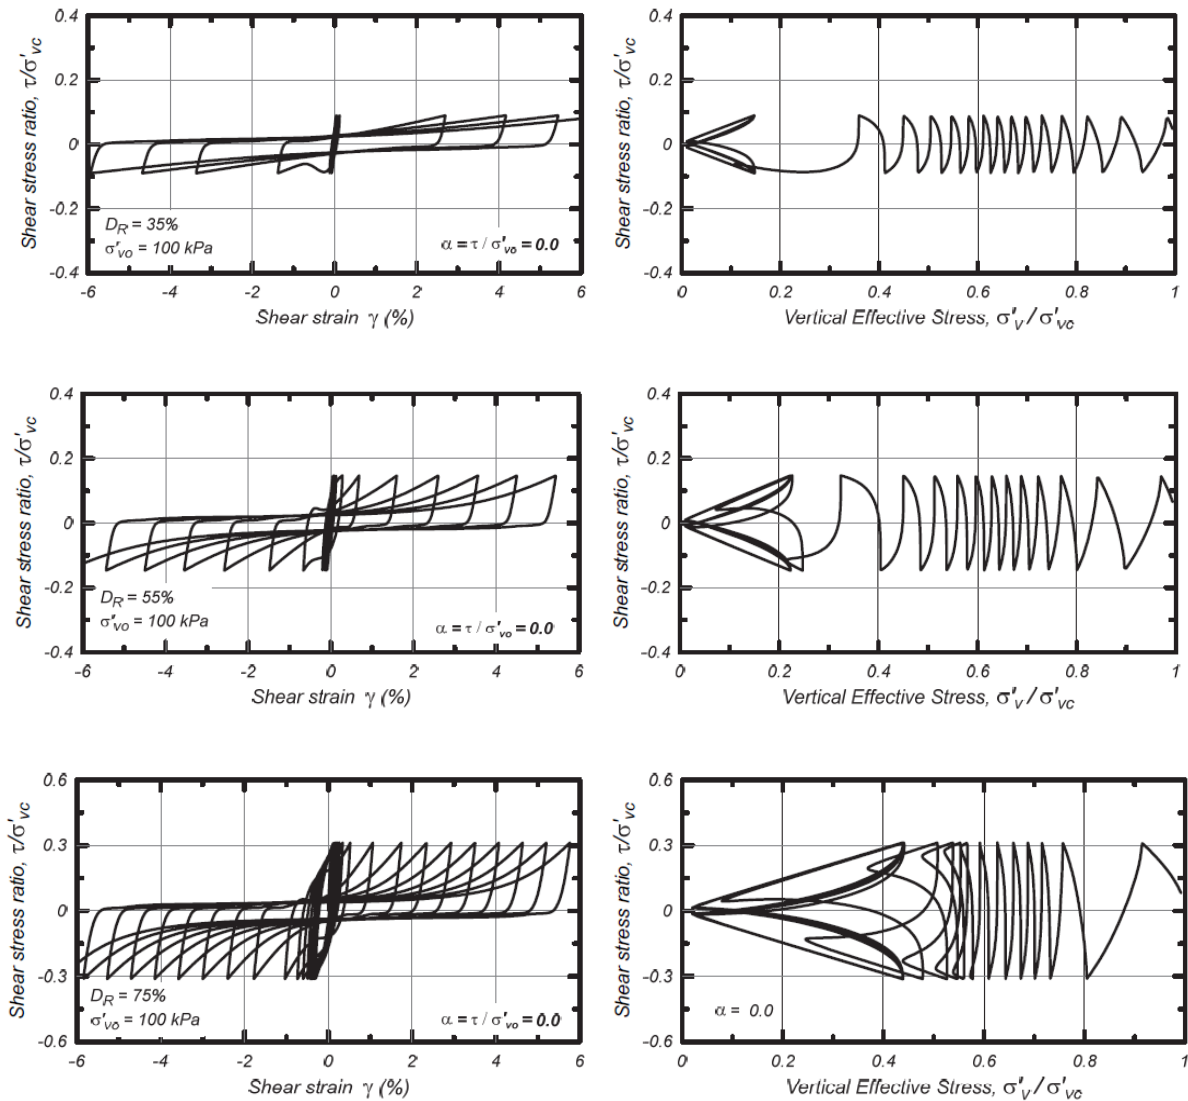 0.4
0.2
0
-0.2
-0.4
Shear stress ratio, τ/σ'vc
DR = 35%
σ'vo = 100 kPa
α = τ / σ'vo = 0.0
-6 -4 -2 0 2 4 6
Shear strain γ (%)
0.4
0.2
0
-0.2
-0.4
Shear stress ratio, τ/σ'vc
0 0.2 0.4 0.6 0.8 1
Vertical Effective Stress, σ'v / σ'vc
0.4
0.2
0
-0.2
-0.4
Shear stress ratio, τ/σ'vc
DR = 55%
σ'vo = 100 kPa
α = τ / σ'vo = 0.0
-6 -4 -2 0 2 4 6
Shear strain γ (%)
0.4
0.2
0
-0.2
-0.4
Shear stress ratio, τ/σ'vc
0 0.2 0.4 0.6 0.8 1
Vertical Effective Stress, σ'v / σ'vc
0.6
0.3
0
-0.3
-0.6
Shear stress ratio, τ/σ'vc
DR = 75%
σ'vo = 100 kPa
α = τ / σ'vo = 0.0
-6 -4 -2 0 2 4 6
Shear strain γ (%)
0.6
0.3
0
-0.3
-0.6
Shear stress ratio, τ/σ'vc
α = 0.0
0 0.2 0.4 0.6 0.8 1
Vertical Effective Stress, σ'v / σ'vc